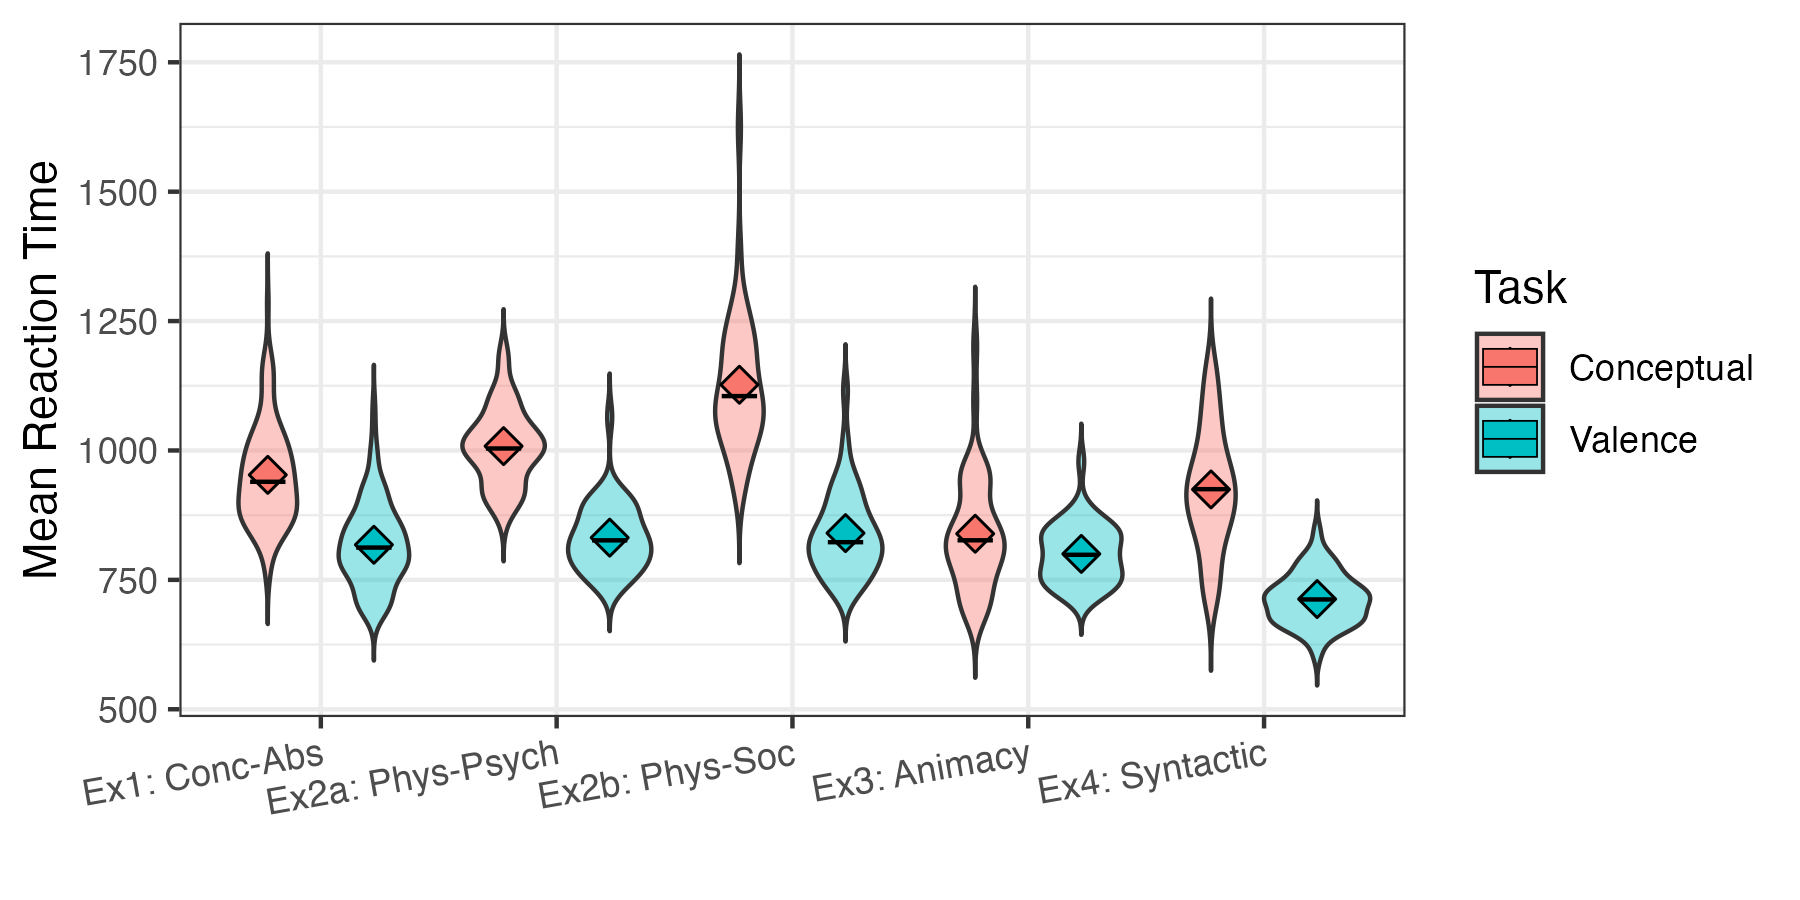 Mean Reaction Time
1750
1500
1250
1000
750
500
Ex1: Conc-Abs
Ex2a: Phys-Psych
Ex2b: Phys-Soc
Ex3: Animacy
Ex4: Syntactic
Task
Conceptual
Valence